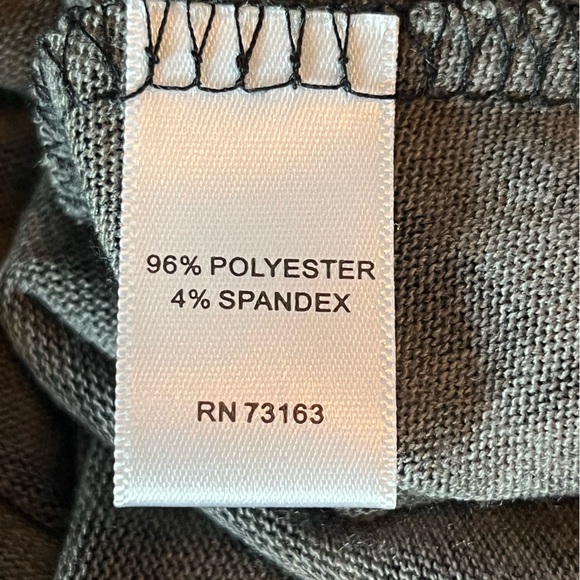 96% POLYESTER
4% SPANDEX
RN 73163